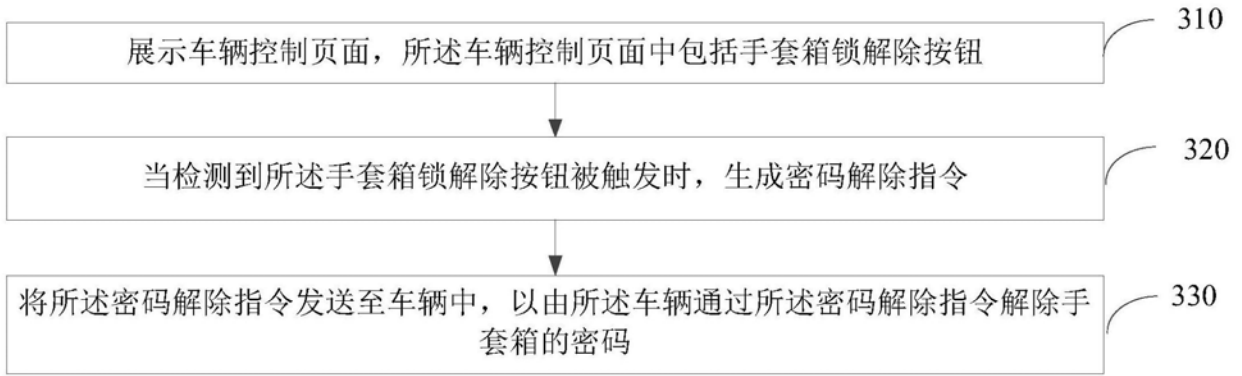 310
展示车辆控制页面，所述车辆控制页面中包括手套箱锁解除按钮
320
当检测到所述手套箱锁解除按钮被触发时，生成密码解除指令
330
将所述密码解除指令发送至车辆中，以由所述车辆通过所述密码解除指令解除手
套箱的密码